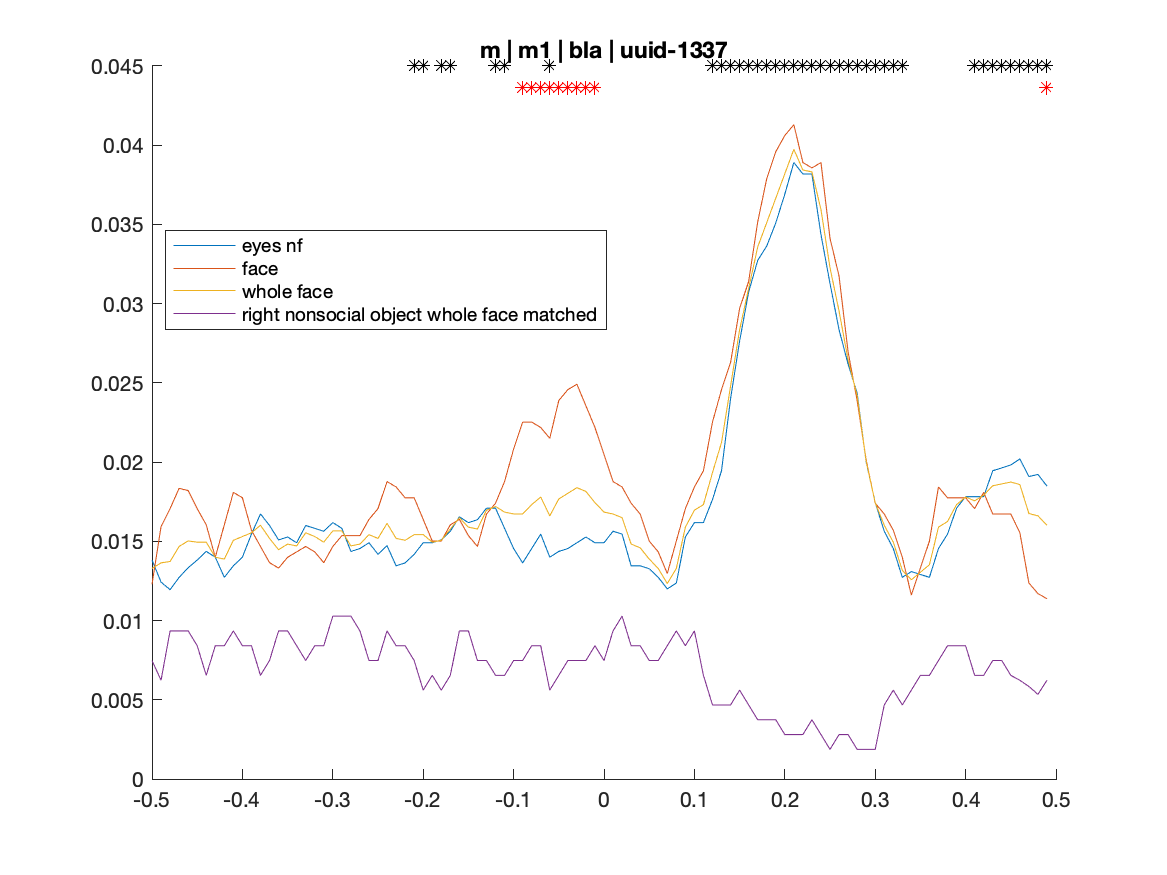 m | m1 | bla | uuid-1337
0.045
0.04
0.035
0.03
0.025
0.02
0.015
0.01
0.005
0
eyes nf
face
whole face
right nonsocial object whole face matched
-0.5 -0.4 -0.3 -0.2 -0.1 0 0.1 0.2 0.3 0.4 0.5